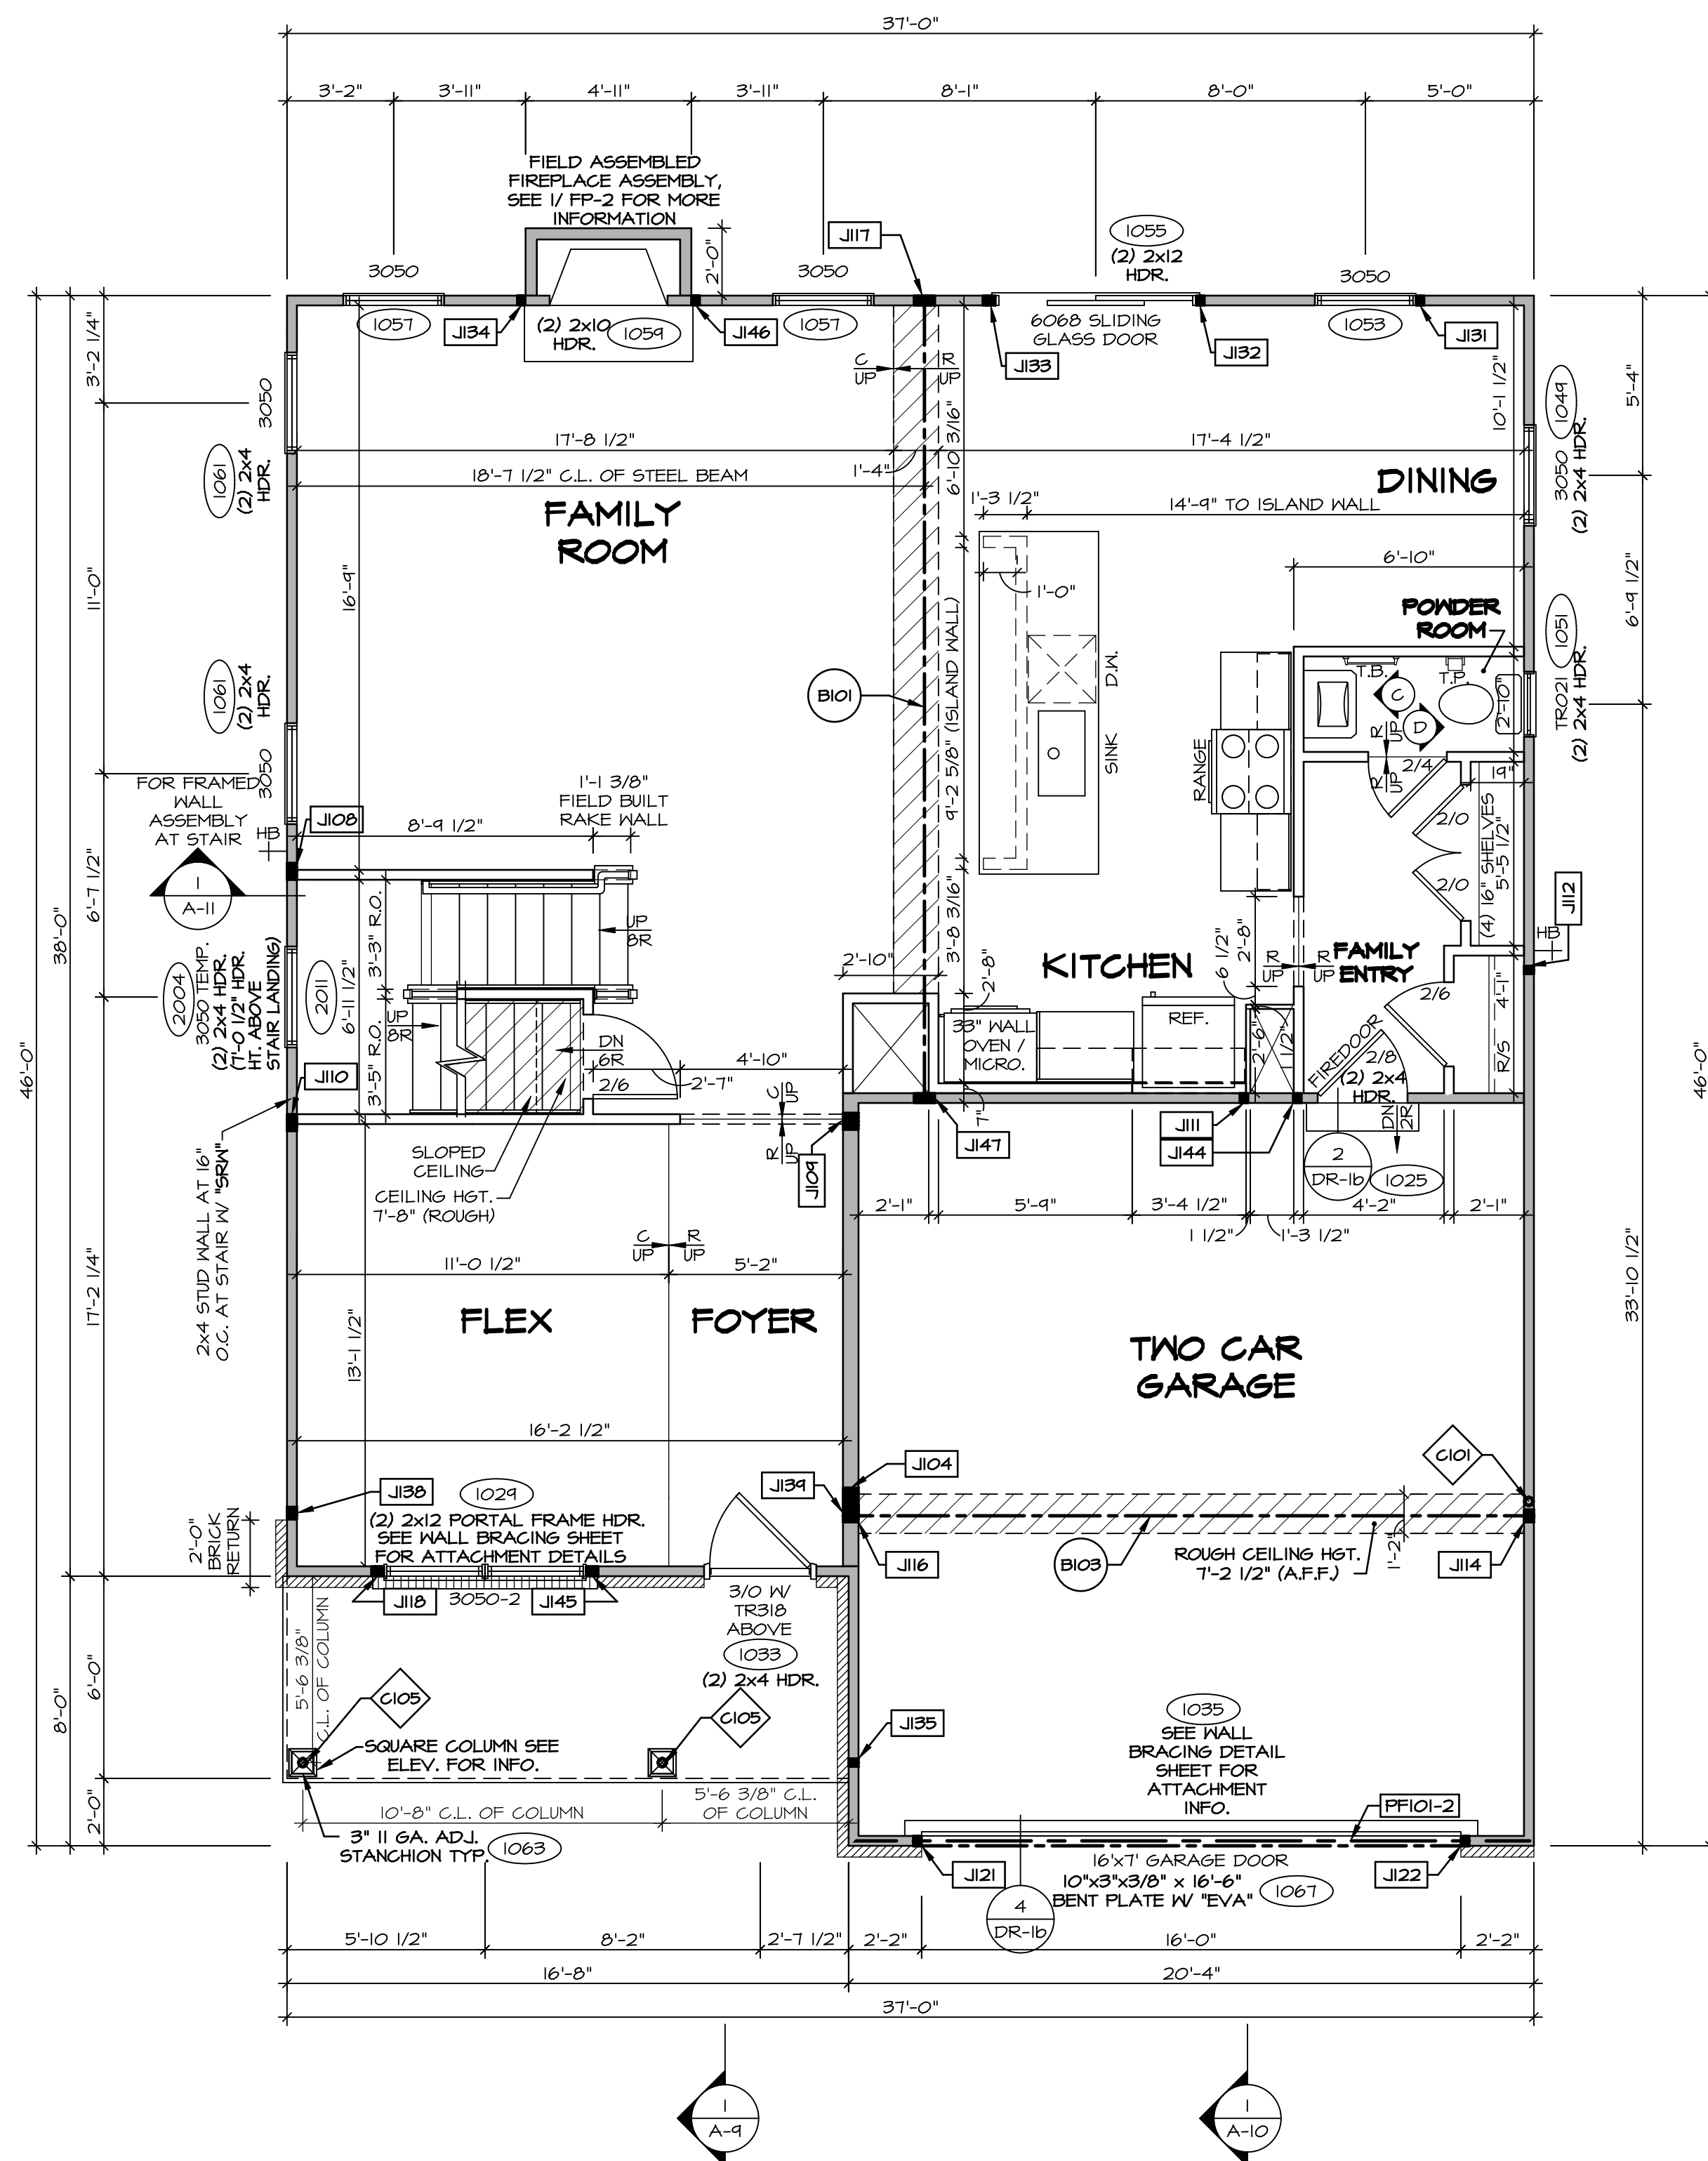 37'-0"
3'-2"
3'-11"
4'-11"
3'-11"
8'-1"
8'-0"
5'-0"
FIELD ASSEMBLED
FIREPLACE ASSEMBLY,
SEE 1/ FP-2 FOR MORE
INFORMATION
2'-0"
J117
1055
(2) 2x12
HDR.
3050
3050
3050
1057
J134
(2) 2x10
HDR.
1059
J146
1057
6068 SLIDING
GLASS DOOR
J133
J132
1053
J131
C
UP
R
UP
3'-2 1/4"
3050
1061
(2) 2x4
HDR.
10'-1 1/2"
1049
3050
(2) 2x4 HDR.
5'-4"
17'-8 1/2"
1'-4"
6'-10 3/16"
17'-4 1/2"
18'-7 1/2" C.L. OF STEEL BEAM
DINING
1'-3 1/2"
14'-9" TO ISLAND WALL
FAMILY
ROOM
6'-10"
16'-9"
11'-0"
1'-0"
POWDER
ROOM
1051
TR021
(2) 2x4 HDR.
6'-9 1/2"
1061
(2) 2x4
HDR.
3050
B101
9'-2 5/8" (ISLAND WALL)
D.W.
SINK
RANGE
T.B.
T.P.
C
D
2'-10"
R
UP
R
UP
2/4
19"
2/0
2/0
(4) 16" SHELVES
5'-5 1/2"
FOR FRAMED
WALL
ASSEMBLY
AT STAIR
HB
J108
8'-9 1/2"
1'-1 3/8"
FIELD BUILT
RAKE WALL
1
A-11
6'-7 1/2"
38'-0"
46'-0"
46'-0"
2004
3050 TEMP.
(2) 2x4 HDR.
(7'-0 1/2" HDR.
HT. ABOVE
STAIR LANDING)
2011
6'-11 1/2"
3'-3" R.O.
3'-5" R.O.
UP
8R
UP
8R
DN
6R
2/6
2'-7"
4'-10"
2'-10"
3'-8 3/16"
2'-8"
KITCHEN
33" WALL
OVEN /
MICRO.
REF.
6 1/2"
2'-8"
R
UP
R
UP
FAMILY
ENTRY
2'-6"
1/2"
FIREDOOR
2/8
(2) 2x4
HDR.
2/6
4'-1"
R/S
HB
J112
J110
2x4 STUD WALL AT 16"
O.C. AT STAIR W/ "SRW"
SLOPED
CEILING
CEILING HGT.
7'-8" (ROUGH)
C
UP
R
UP
J109
7"
J147
J111
J144
2
DR-1b
DN
2R
1025
2'-1"
5'-9"
3'-4 1/2"
1 1/2"
1'-3 1/2"
4'-2"
2'-1"
C
UP
R
UP
11'-0 1/2"
5'-2"
17'-2 1/4"
13'-1 1/2"
33'-10 1/2"
FLEX
FOYER
TWO CAR
GARAGE
16'-2 1/2"
J104
J139
C101
J138
1029
(2) 2x12 PORTAL FRAME HDR.
SEE WALL BRACING SHEET
FOR ATTACHMENT DETAILS
2'-0"
BRICK
RETURN
J116
B103
ROUGH CEILING HGT.
7'-2 1/2" (A.F.F.)
1'-2"
J114
J118
3050-2
J145
3/0 W/
TR318
ABOVE
1033
(2) 2x4 HDR.
5'-6 3/8"
C.L. OF COLUMN
6'-0"
8'-0"
2'-0"
C105
C105
SQUARE COLUMN SEE
ELEV. FOR INFO.
J135
1035
SEE WALL
BRACING DETAIL
SHEET FOR
ATTACHMENT
INFO.
10'-8" C.L. OF COLUMN
5'-6 3/8" C.L.
OF COLUMN
PF101-2
3" 11 GA. ADJ.
STANCHION TYP.
1063
J121
16'x7' GARAGE DOOR
10"x3"x3/8" x 16'-6"
BENT PLATE W/ "EVA"
1067
J122
4
DR-1b
5'-10 1/2"
8'-2"
2'-7 1/2"
2'-2"
16'-0"
2'-2"
16'-8"
20'-4"
37'-0"
1
A-9
1
A-10